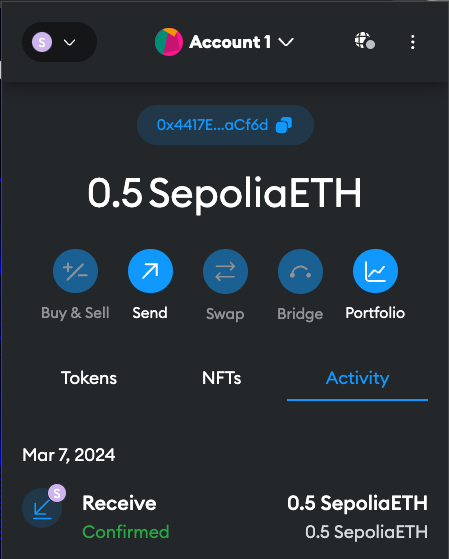 S
Account 1
0x4417E...aCf6d
0.5 SepoliaETH
Buy & Sell
Send
Swap
Bridge
Portfolio
Tokens
NFTs
Activity
Mar 7, 2024
S
Receive
0.5 SepoliaETH
Confirmed
0.5 SepoliaETH